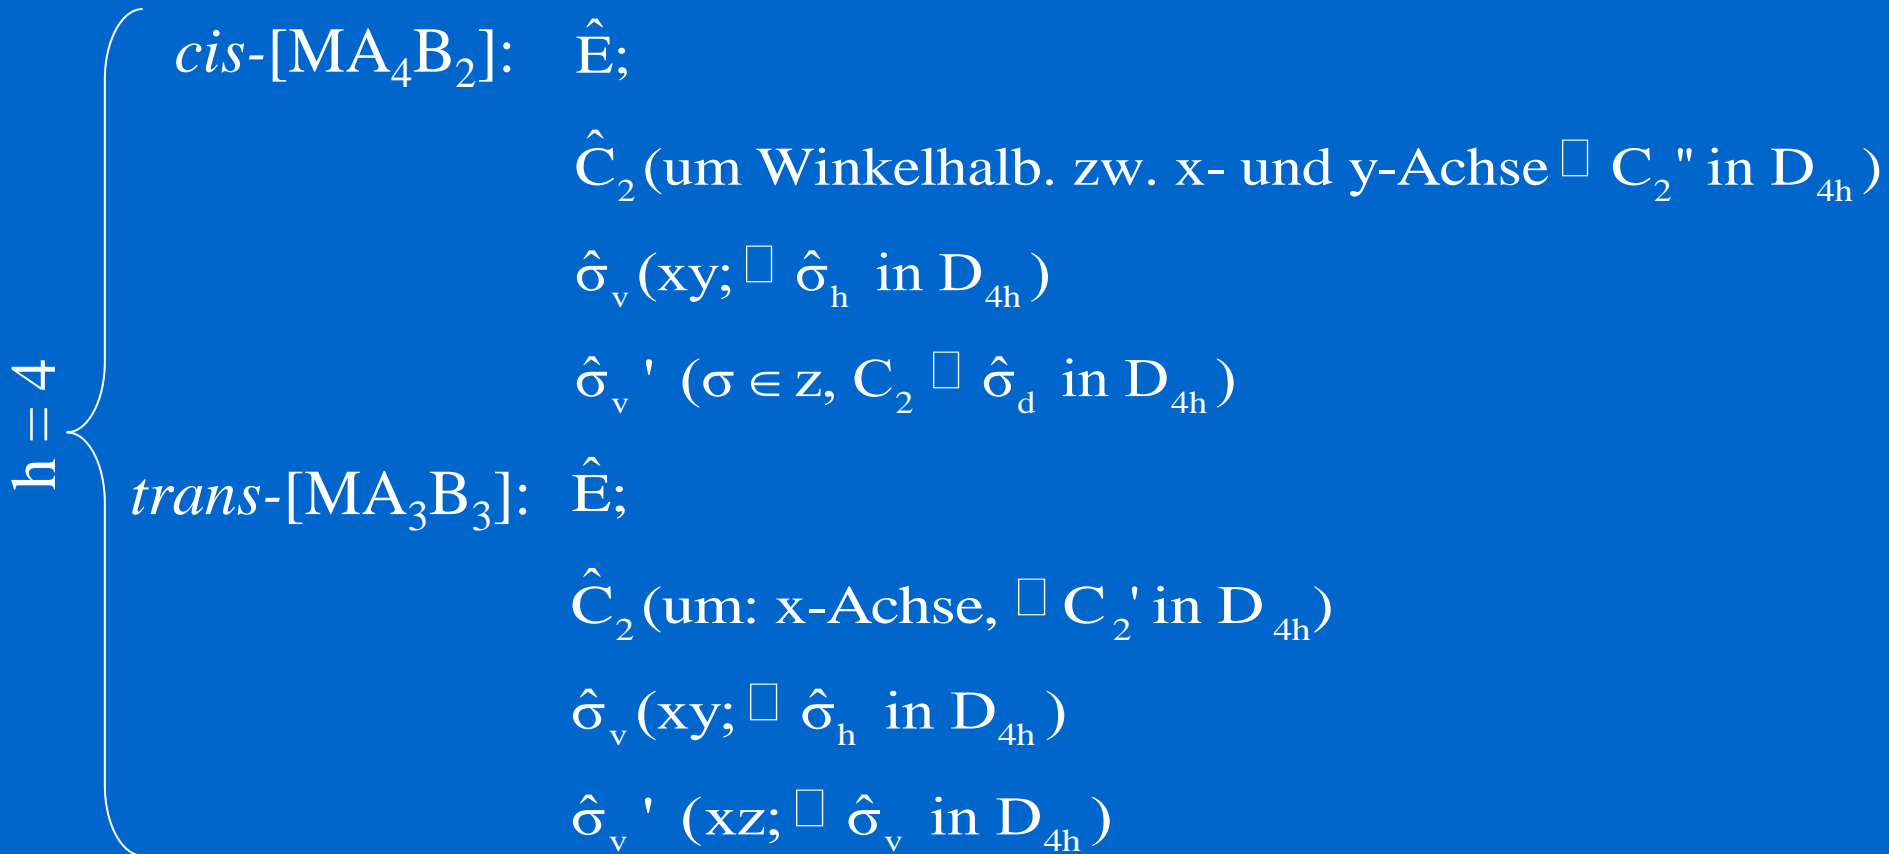 h = 4
cis-[MA₄B₂]: Ê;
Ĉ₂ (um Winkelhalb. zw. x- und y-Achse □ C₂'' in D₄ₕ)
σ̂ᵥ (xy; □ σ̂ₕ in D₄ₕ)
σ̂ᵥ ' (σ ∈ z, C₂ □ σ̂d in D₄ₕ)
trans-[MA₃B₃]: Ê;
Ĉ₂ (um: x-Achse, □ C₂' in D₄ₕ)
σ̂ᵥ (xy; □ σ̂ₕ in D₄ₕ)
σ̂ᵥ ' (xz; □ σ̂ᵥ in D₄ₕ)